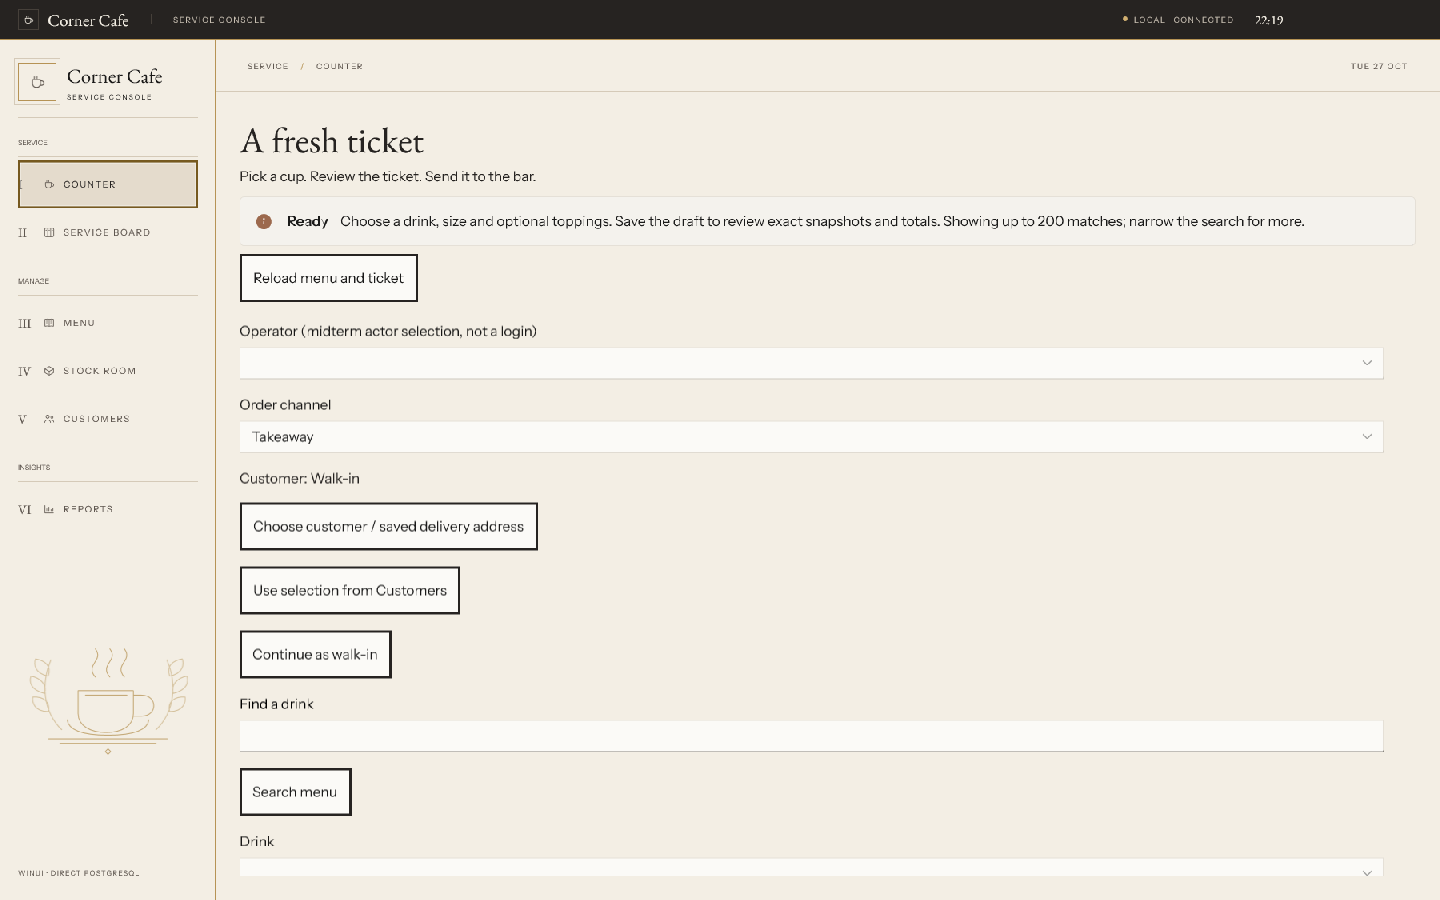 Corner Cafe SERVICE CONSOLE LOCAL CONNECTED 22:19
Corner Cafe
SERVICE CONSOLE
SERVICE
I COUNTER
II SERVICE BOARD
MANAGE
III MENU
IV STOCK ROOM
V CUSTOMERS
INSIGHTS
VI REPORTS
WINUI · DIRECT POSTGRESQL
SERVICE / COUNTER TUE 27 OCT
A fresh ticket
Pick a cup. Review the ticket. Send it to the bar.
Ready Choose a drink, size and optional toppings. Save the draft to review exact snapshots and totals. Showing up to 200 matches; narrow the search for more.
Reload menu and ticket
Operator (midterm actor selection, not a login)
Order channel
Takeaway
Customer: Walk-in
Choose customer / saved delivery address
Use selection from Customers
Continue as walk-in
Find a drink
Search menu
Drink